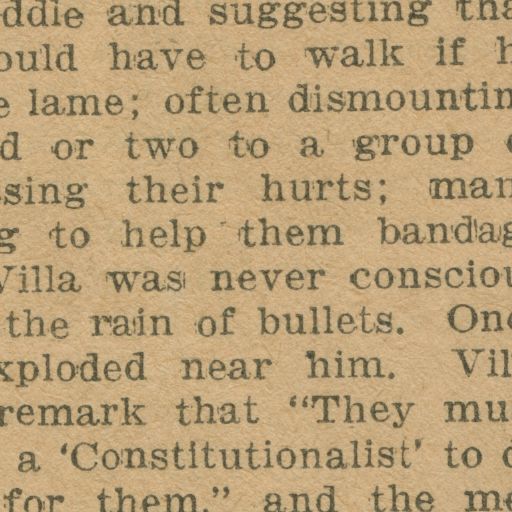 ddle and suggesting tha
ould have to walk if h
e lame; often dismountin
d or two to a group
ssing their hurts; man
g to help them bandag
Villa was never consciou
the rain of bullets. Onc
xploded near him. Vil
remark that “They mu
a ‘Constitutionalist’ to d
for them,” and the me